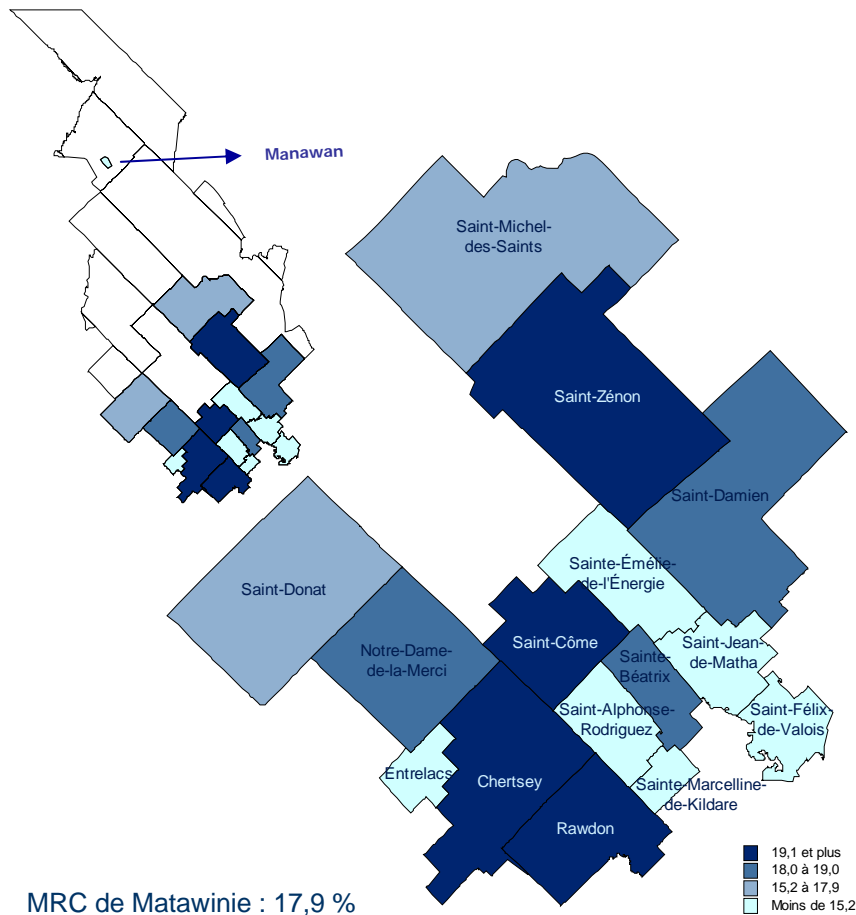 Manawan
Saint-Michel-
des-Saints
Saint-Zénon
Saint-Damien
Sainte-Émélie-
de-l'Énergie
Saint-Donat
Saint-Côme
Notre-Dame-
de-la-Merci
Sainte-
Béatrix
Saint-Jean-
de-Matha
Saint-Alphonse-
Rodriguez
Saint-Félix-
de-Valois
Entrelacs
Chertsey
Sainte-Marcelline-
de-Kildare
Rawdon
19,1 et plus
18,0 à 19,0
15,2 à 17,9
Moins de 15,2
MRC de Matawinie : 17,9 %